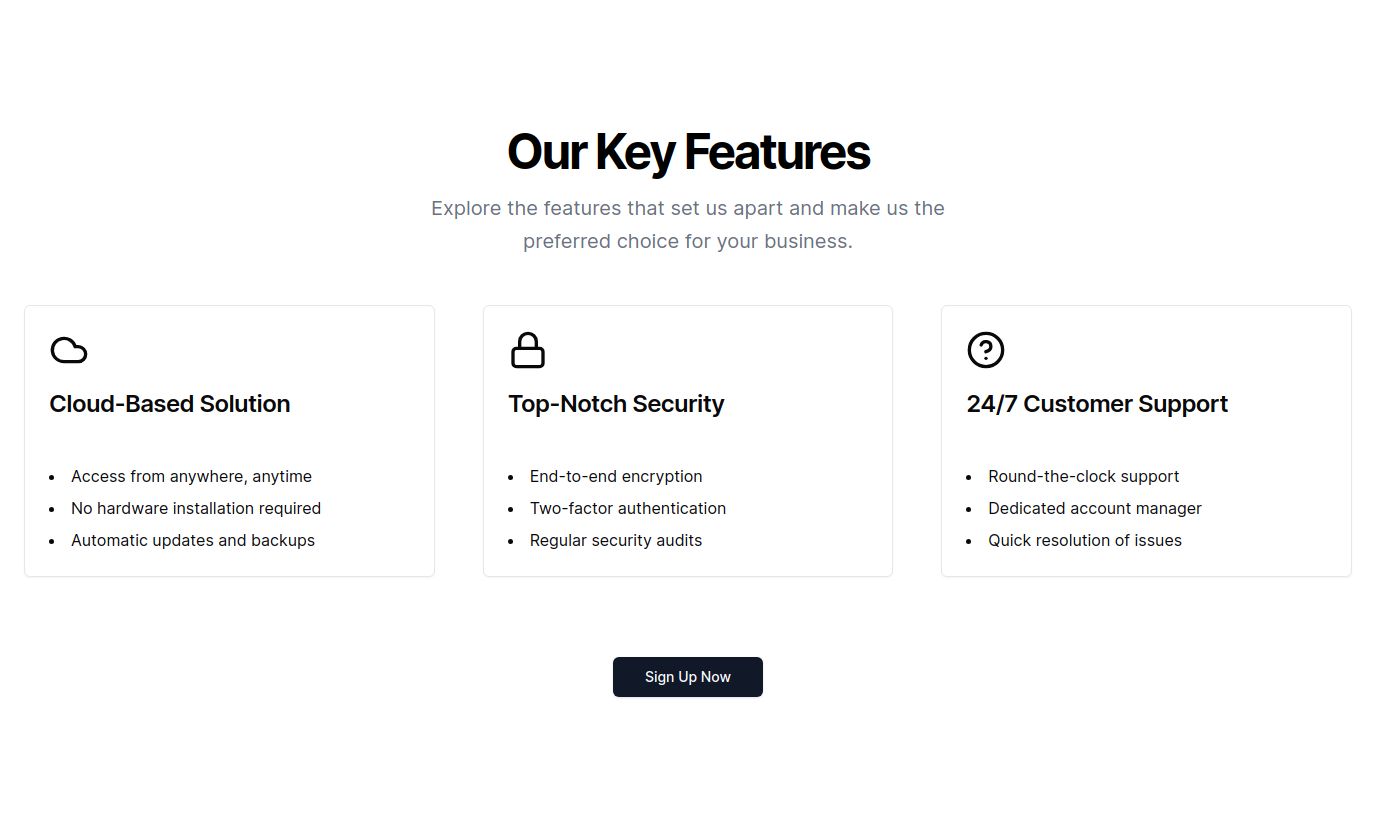 Our Key Features
Explore the features that set us apart and make us the
preferred choice for your business.
Cloud-Based Solution
Access from anywhere, anytime
No hardware installation required
Automatic updates and backups
Top-Notch Security
End-to-end encryption
Two-factor authentication
Regular security audits
24/7 Customer Support
Round-the-clock support
Dedicated account manager
Quick resolution of issues
Sign Up Now